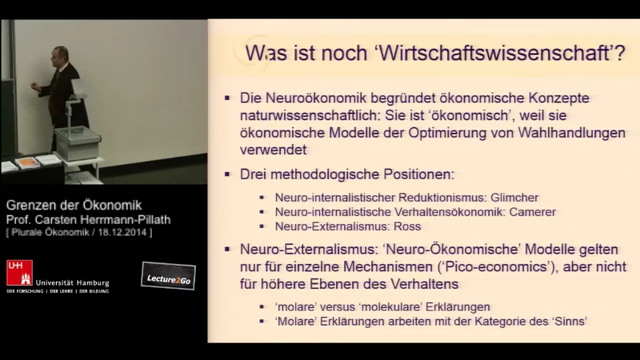 Was ist noch 'Wirtschaftswissenschaft'?
Die Neuroökonomik begründet ökonomische Konzepte
naturwissenschaftlich: Sie ist 'ökonomisch', weil sie
ökonomische Modelle der Optimierung von Wahlhandlungen
verwendet
Drei methodologische Positionen:
Neuro-internalistischer Reduktionismus: Glimcher
Neuro-internalistische Verhaltensökonomik: Camerer
Neuro-Externalismus: Ross
Neuro-Externalismus: 'Neuro-Ökonomische' Modelle gelten
nur für einzelne Mechanismen ('Pico-economics'), aber nicht
für höhere Ebenen des Verhaltens
'molare' versus 'molekulare' Erklärungen
'Molare' Erklärungen arbeiten mit der Kategorie des 'Sinns'
Grenzen der Ökonomik
Prof. Carsten Herrmann-Pillath
[ Plurale Ökonomik / 18.12.2014 ]
UH
Universität Hamburg
DER FORSCHUNG | DER LEHRE | DER BILDUNG
Lecture2Go